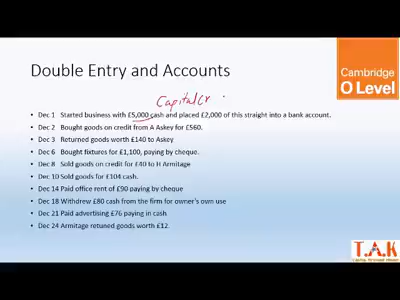 Cambridge
O Level
Double Entry and Accounts
Capital Cr
• Dec 1 Started business with £5,000 cash and placed £2,000 of this straight into a bank account.
• Dec 2 Bought goods on credit from A Askey for £560.
• Dec 3 Returned goods worth £140 to Askey
• Dec 6 Bought fixtures for £1,100, paying by cheque.
• Dec 8 Sold goods on credit for £40 to H Armitage
• Dec 10 Sold goods for £104 cash.
• Dec 14 Paid office rent of £90 paying by cheque
• Dec 18 Withdrew £80 cash from the firm for owner's own use
• Dec 21 Paid advertising £76 paying in cash
• Dec 24 Armitage retuned goods worth £12.
T.A.K